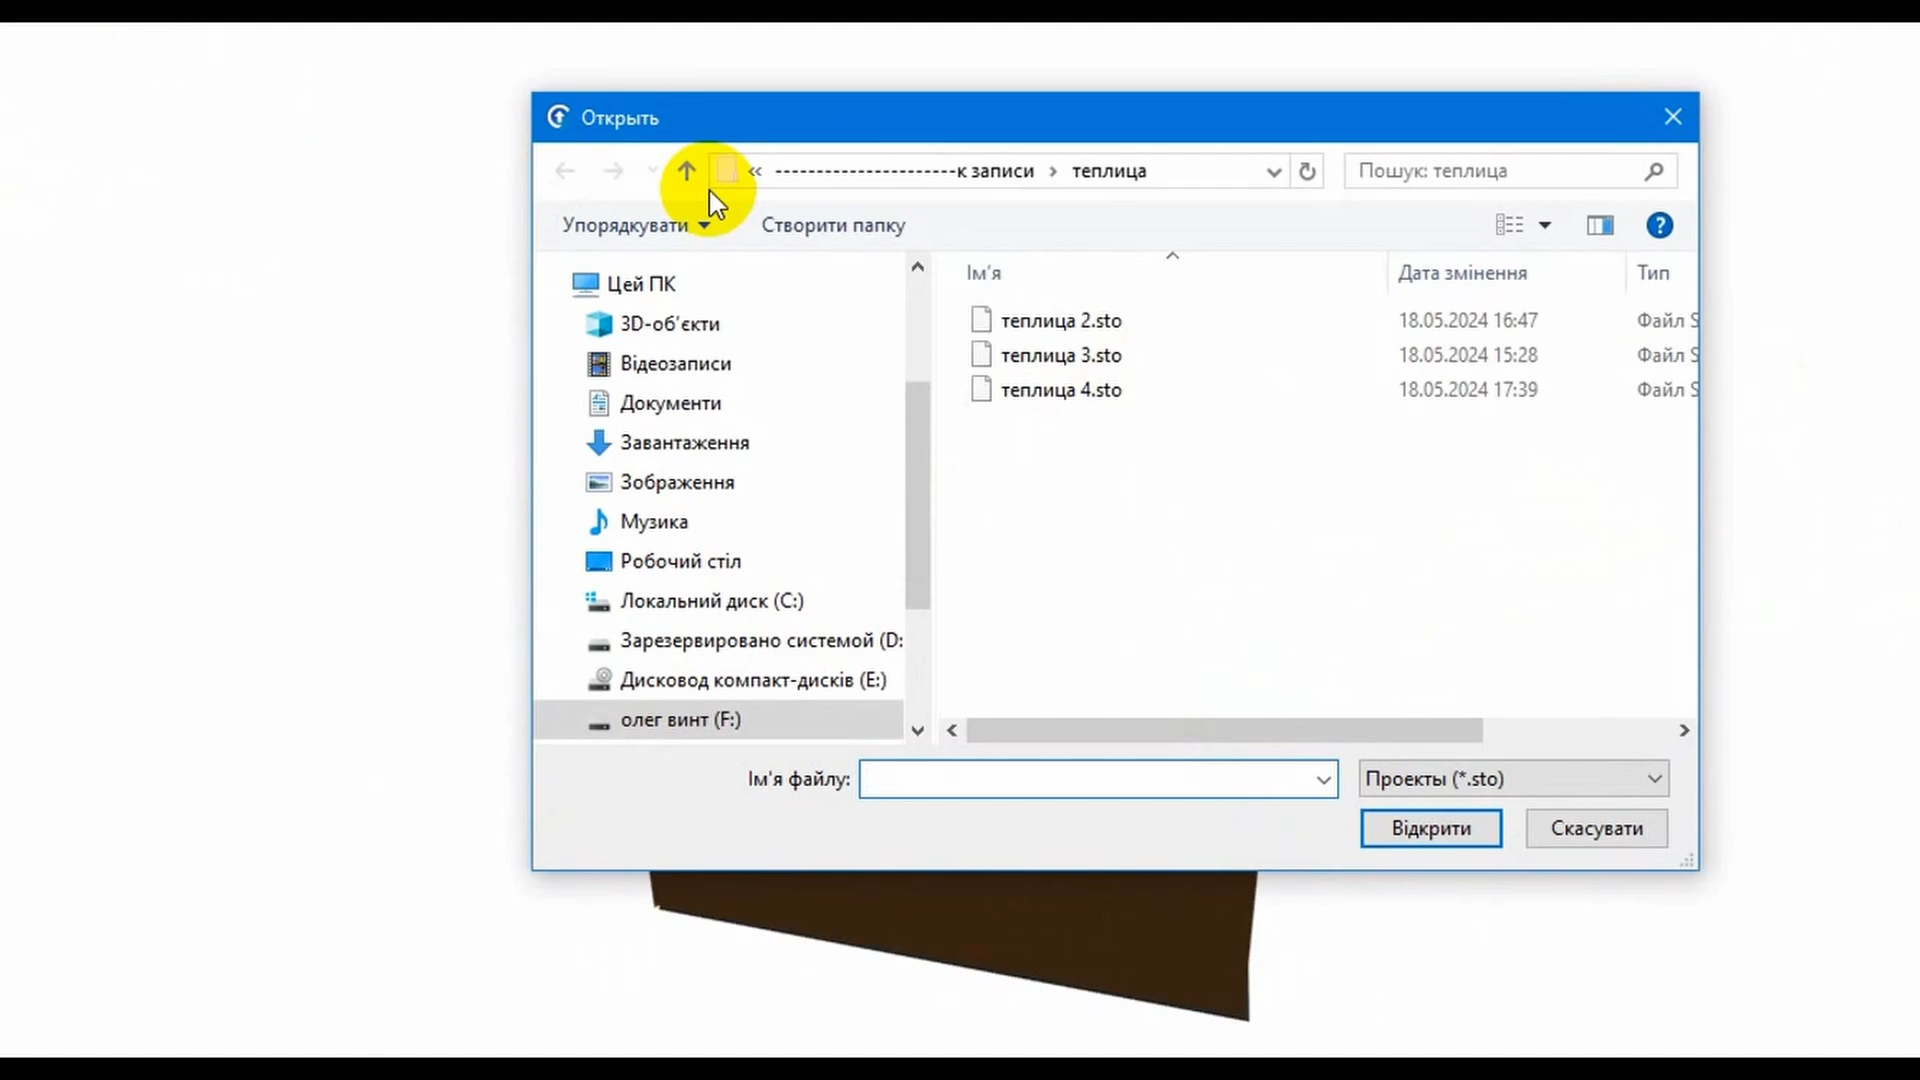 Открыть
« ----------------------к записи › теплица
Пошук: теплица
Упорядкувати
Створити папку
Цей ПК
3D-об'єкти
Відеозаписи
Документи
Завантаження
Зображення
Музика
Робочий стіл
Локальний диск (C:)
Зарезервировано системой (D:
Дисковод компакт-дисків (E:)
олег винт (F:)
Ім'я Дата змінення Тип
теплица 2.sto 18.05.2024 16:47 Файл S
теплица 3.sto 18.05.2024 15:28 Файл S
теплица 4.sto 18.05.2024 17:39 Файл S
Ім'я файлу:
Проекты (*.sto)
Відкрити
Скасувати